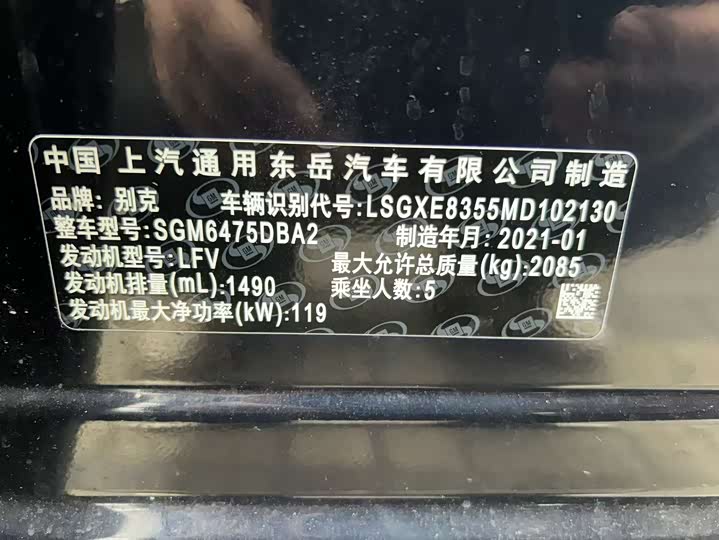 中国 上汽通用东岳汽车有限公司制造
品牌: 别克 车辆识别代号:LSGXE8355MD102130
整车型号:SGM6475DBA2 制造年月: 2021-01
发动机型号:LFV 最大允许总质量(kg):2085
发动机排量(mL):1490 乘坐人数:5
发动机最大净功率(kW):119